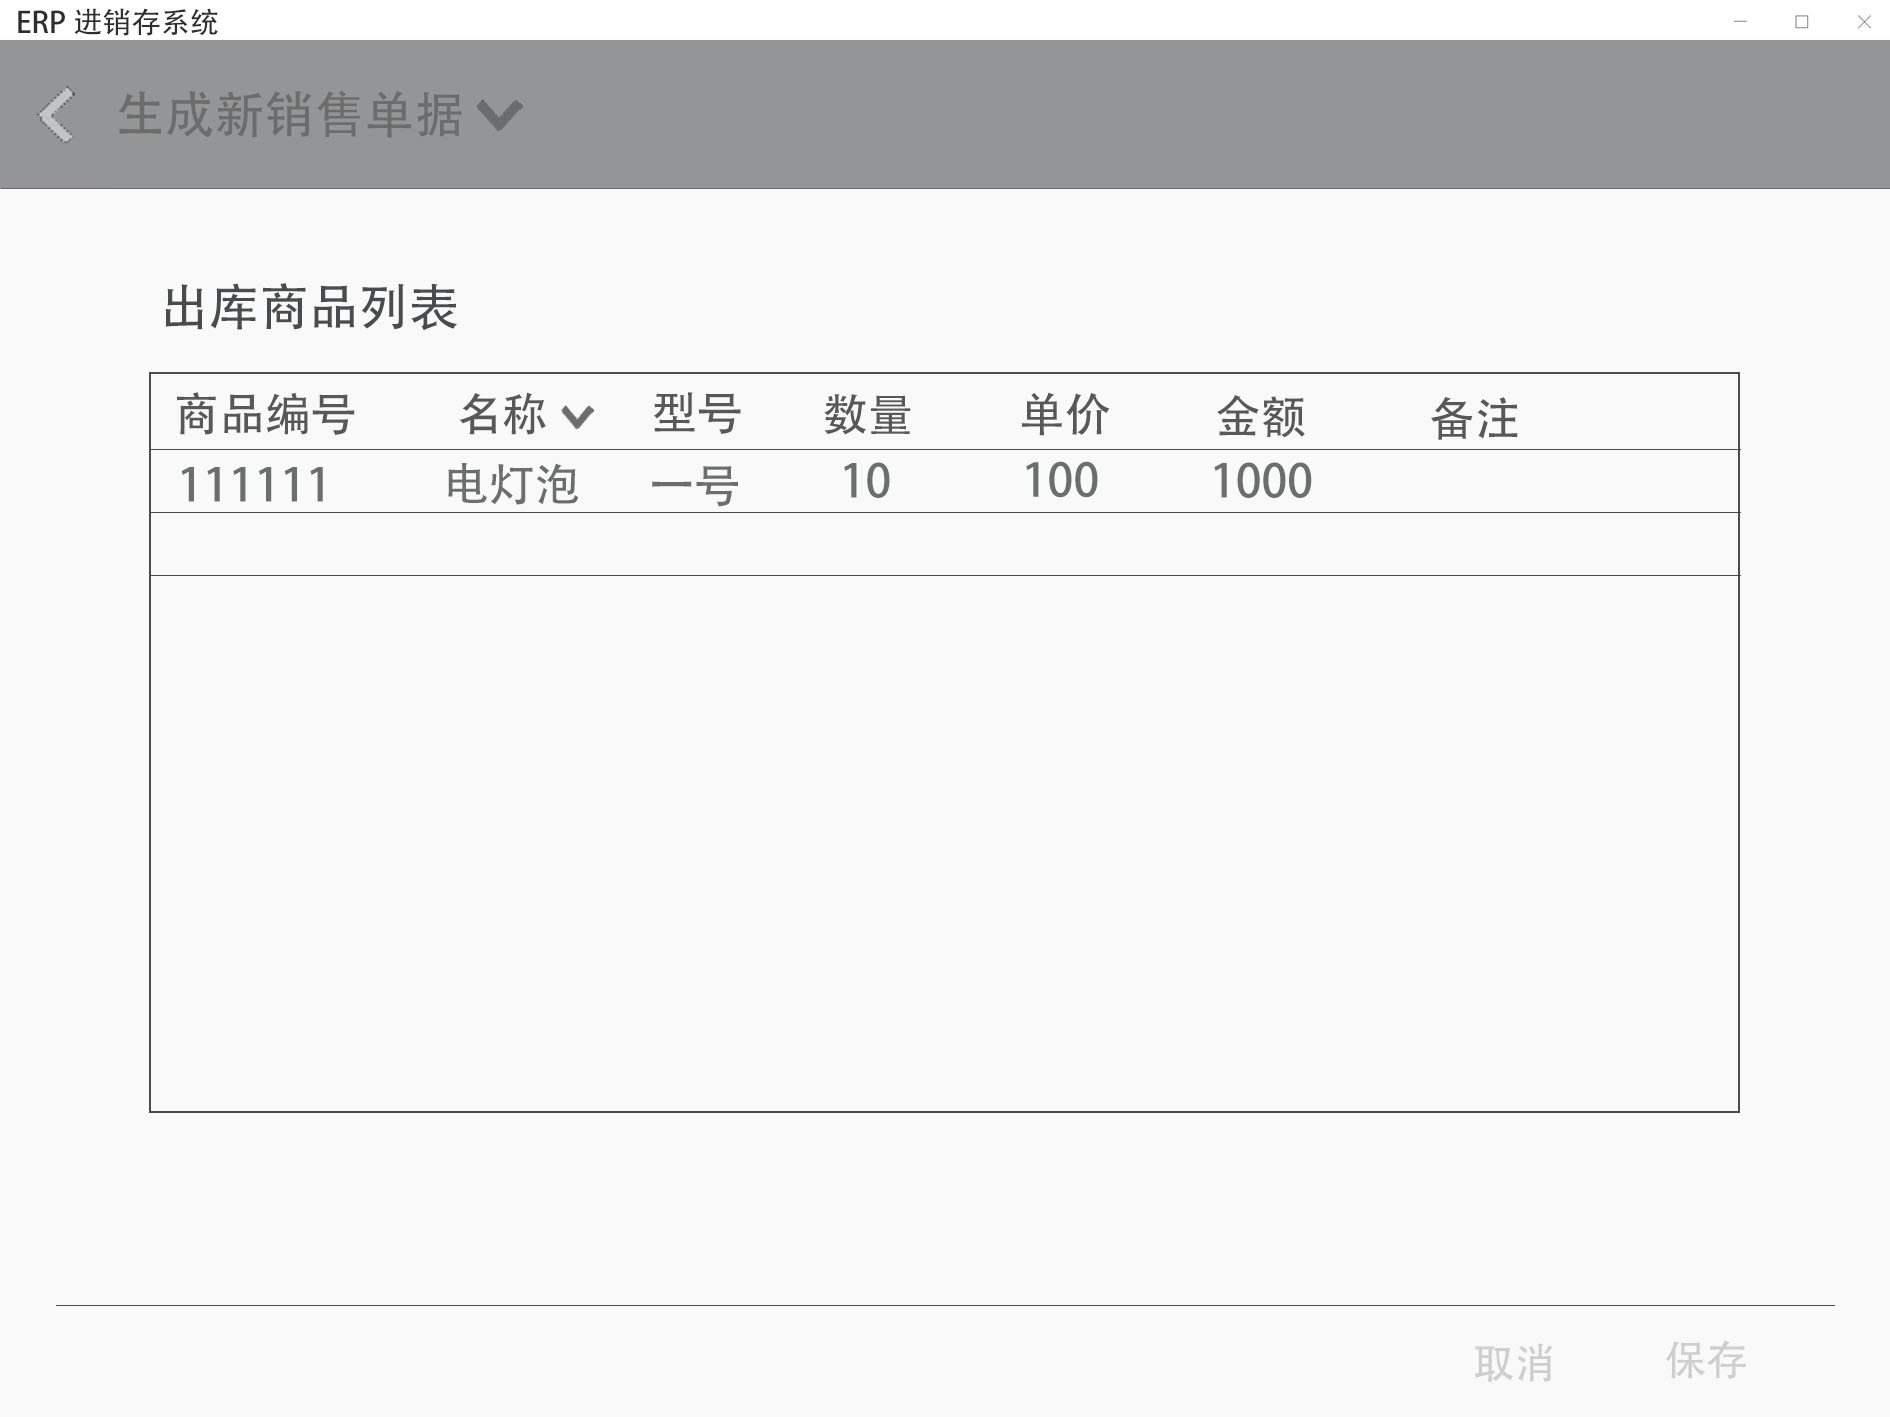 ERP 进销存系统
生成新销售单据
出库商品列表
商品编号 名称 型号 数量 单价 金额 备注
111111 电灯泡 一号 10 100 1000
取消 保存